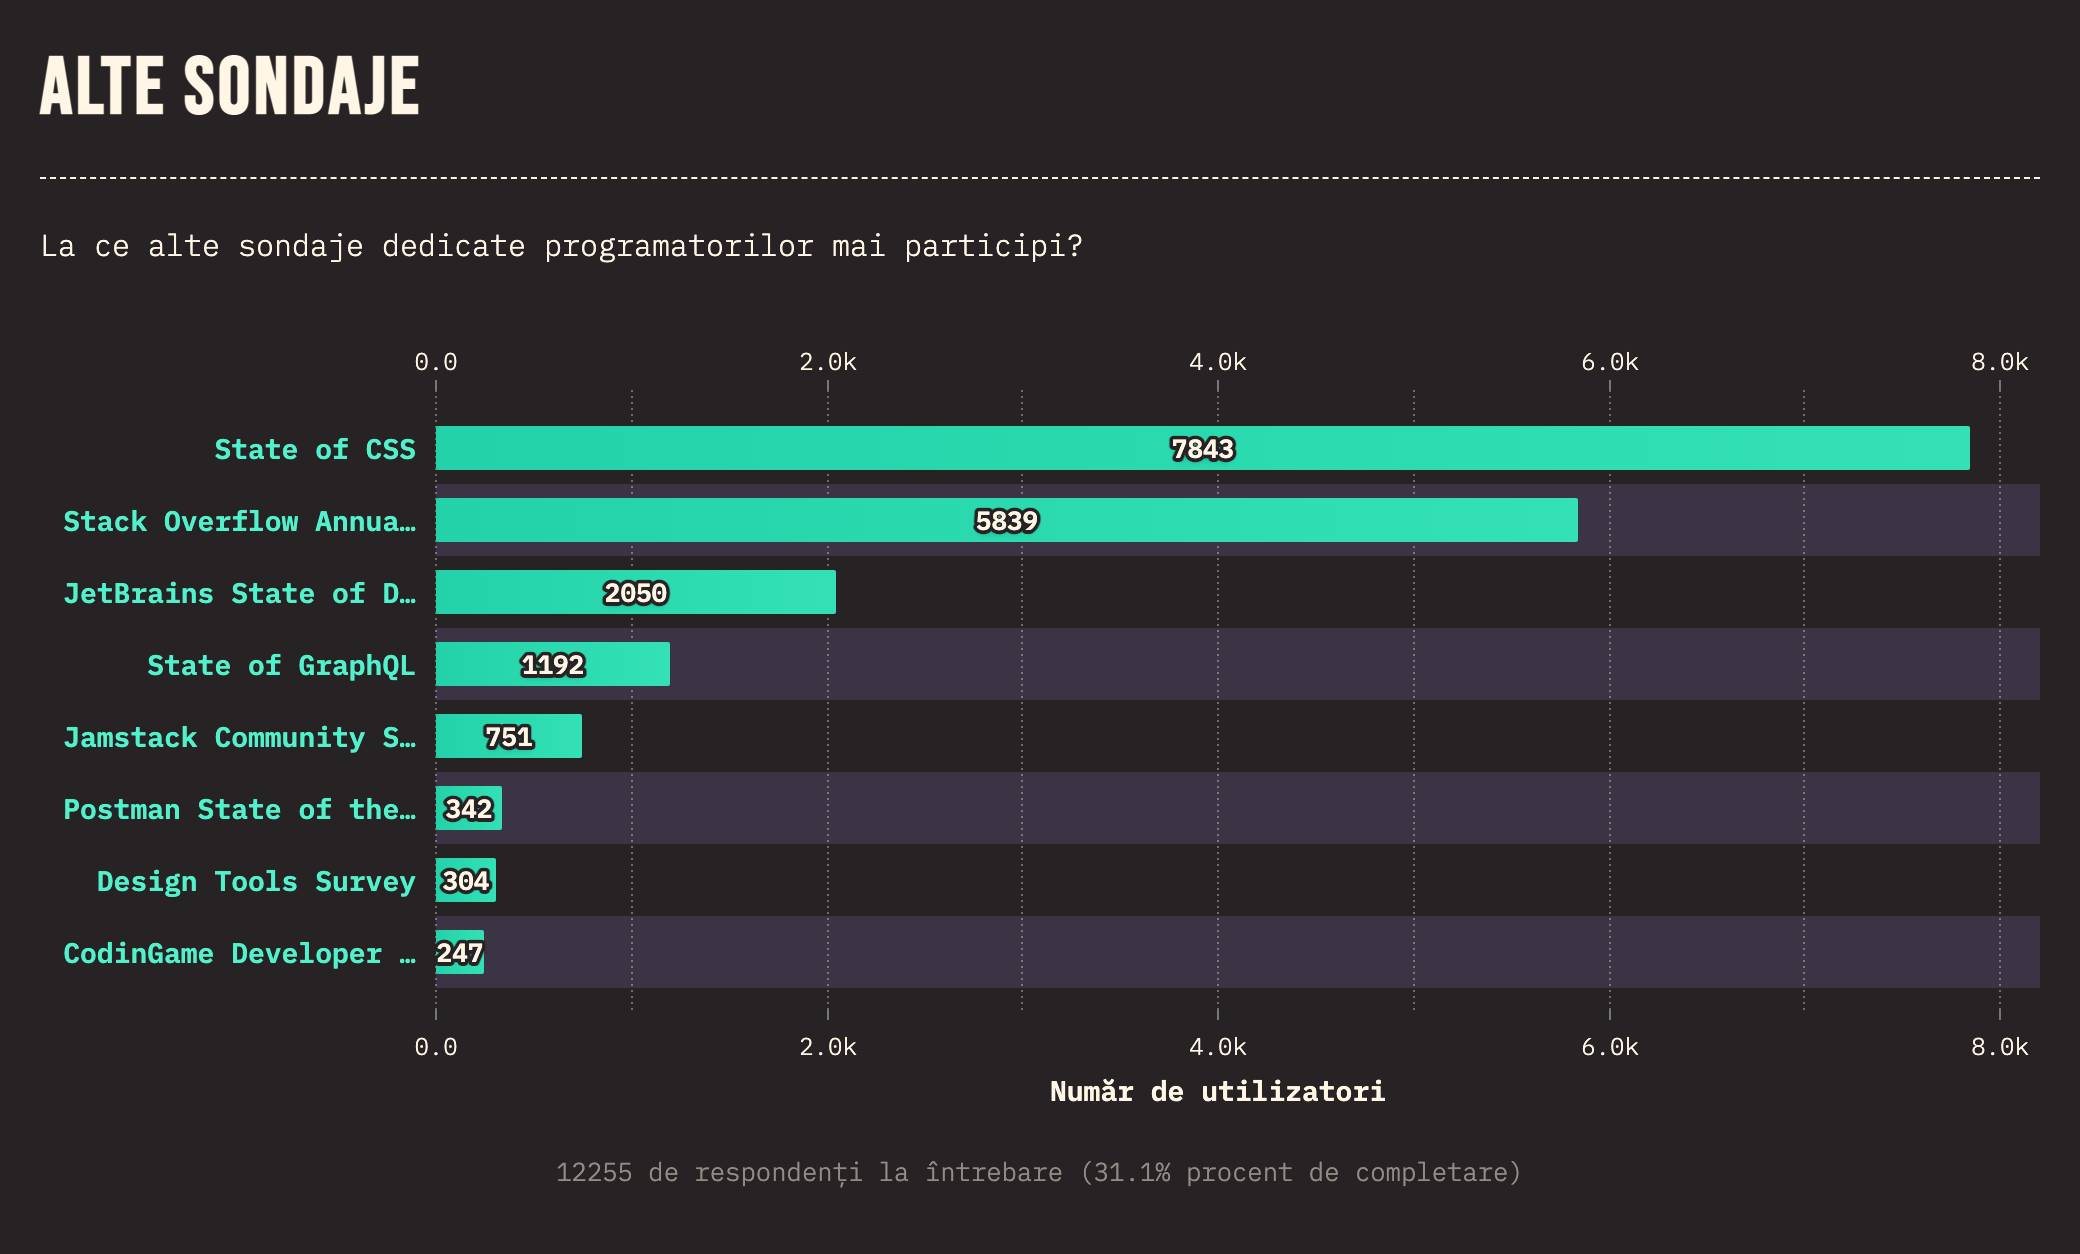 ALTE SONDAJE
La ce alte sondaje dedicate programatorilor mai participi?
0.0 2.0k 4.0k 6.0k 8.0k
State of CSS 7843
Stack Overflow Annua… 5839
JetBrains State of D… 2050
State of GraphQL 1192
Jamstack Community S… 751
Postman State of the… 342
Design Tools Survey 304
CodinGame Developer … 247
0.0 2.0k 4.0k 6.0k 8.0k
Număr de utilizatori
12255 de respondenți la întrebare (31.1% procent de completare)